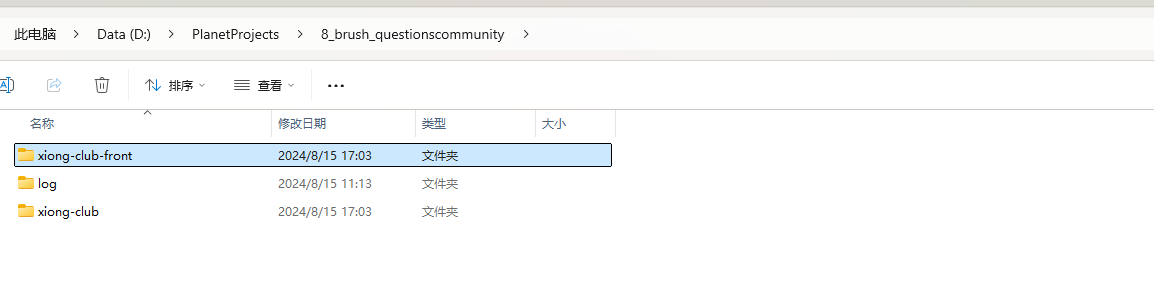 此电脑 > Data (D:) > PlanetProjects > 8_brush_questionscommunity >
A 排序 查看 ...
名称 修改日期 类型 大小
xiong-club-front 2024/8/15 17:03 文件夹
log 2024/8/15 11:13 文件夹
xiong-club 2024/8/15 17:03 文件夹